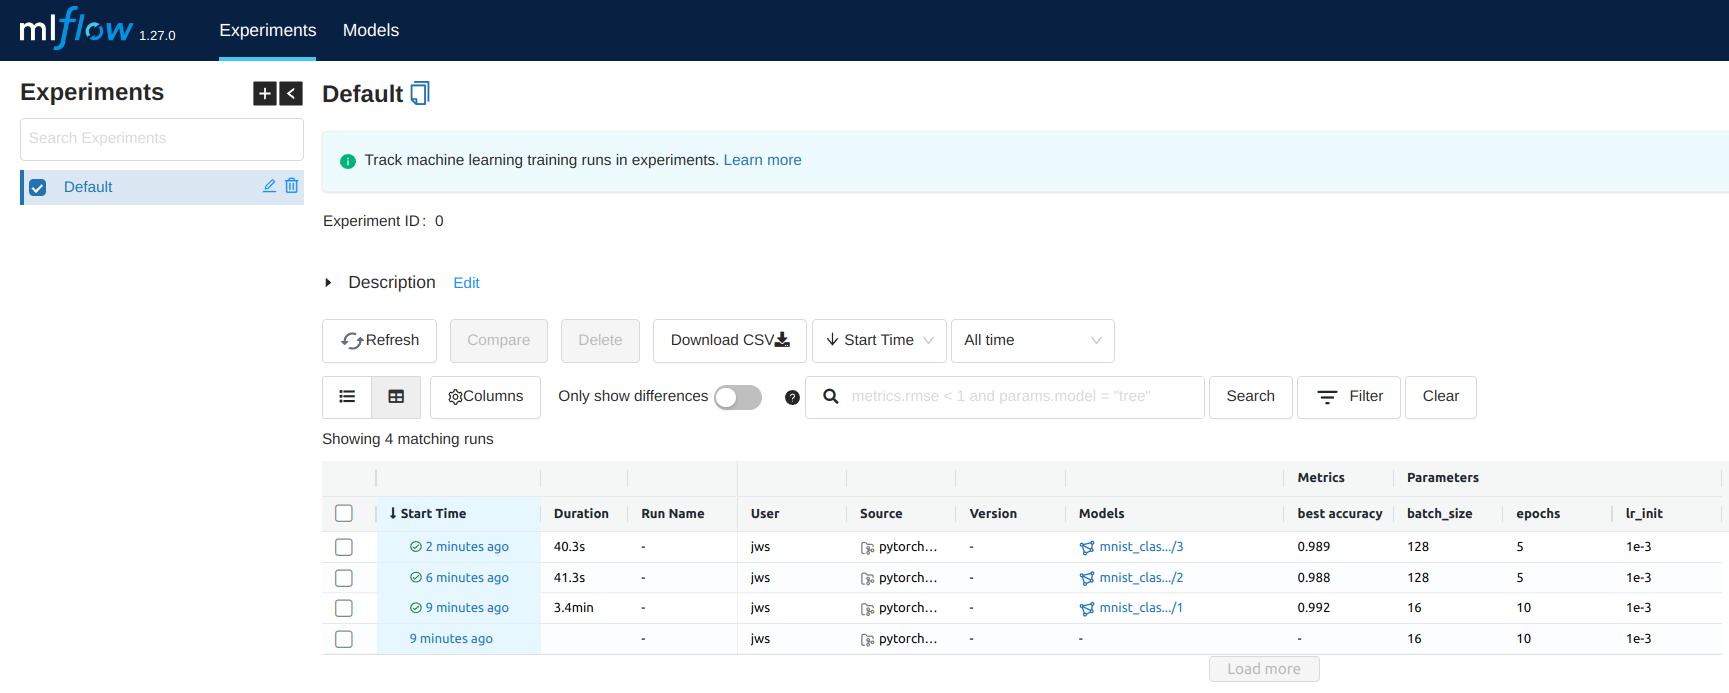 mlflow 1.27.0 Experiments Models
Experiments
Search Experiments
Default
Default
Track machine learning training runs in experiments. Learn more
Experiment ID: 0
Description Edit
Refresh Compare Delete Download CSV Start Time All time
Columns Only show differences metrics.rmse < 1 and params.model = "tree" Search Filter Clear
Showing 4 matching runs
Metrics Parameters
↓ Start Time Duration Run Name User Source Version Models best accuracy batch_size epochs lr_init
2 minutes ago 40.3s - jws pytorch... - mnist_clas.../3 0.989 128 5 1e-3
6 minutes ago 41.3s - jws pytorch... - mnist_clas.../2 0.988 128 5 1e-3
9 minutes ago 3.4min - jws pytorch... - mnist_clas.../1 0.992 16 10 1e-3
9 minutes ago - jws pytorch... - - - 16 10 1e-3
Load more